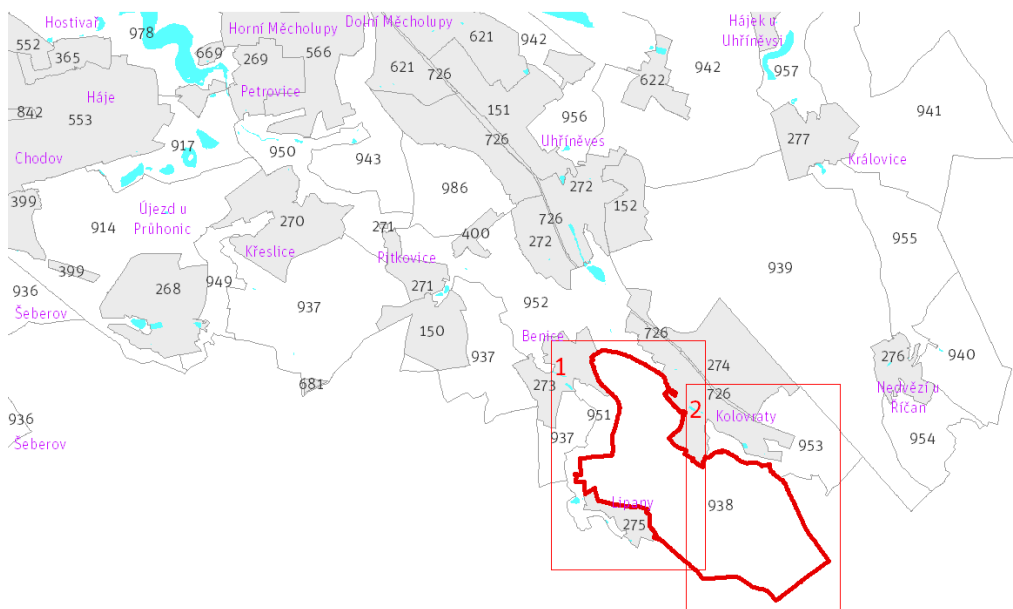 Hostivař
978
Horní Měcholupy
Dolní Měcholupy
621
942
Hájek u
Uhříněvsi
552
365
669
269
566
621
726
622
942
957
Háje
Petrovice
842
553
151
956
941
917
726
Uhříněves
277
Chodov
950
943
Královice
399
986
272
Újezd u
Průhonic
270
271
726
152
914
400
272
955
Křeslice
Pitkovice
399
949
271
939
936
268
Šeberov
937
952
150
Benice
726
937
274
276
940
681
1
273
726
Nedvězí u
Říčan
936
951
2
Kolovraty
Šeberov
937
953
954
Lipany
938
275